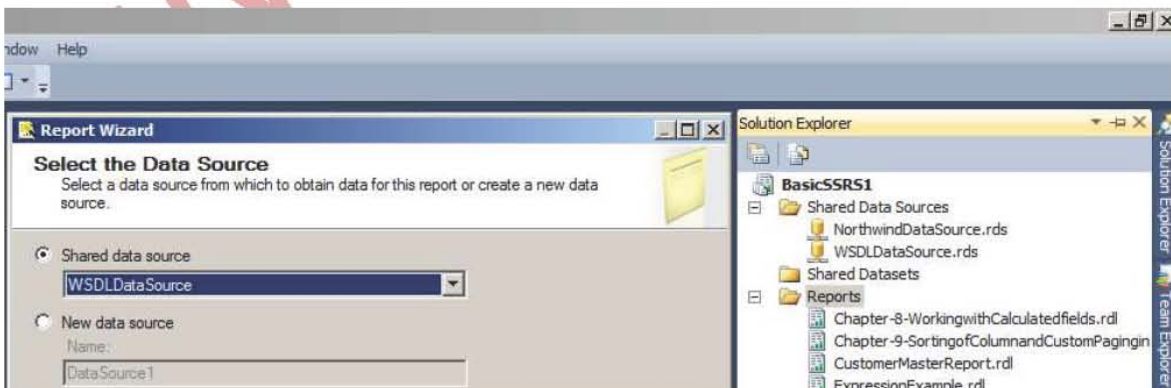 ndow Help
Report Wizard
Select the Data Source
Select a data source from which to obtain data for this report or create a new data
source.
Shared data source
WSDLDataSource
New data source
Name:
DataSource1
Solution Explorer
BasicSSRS1
Shared Data Sources
NorthwindDataSource.rds
WSDLDataSource.rds
Shared Datasets
Reports
Chapter-8-WorkingwithCalculatedfields.rdl
Chapter-9-SortingofColumnandCustomPagingin
CustomerMasterReport.rdl
ExpressionExample.rdl
Solution Explorer
Team Explorer